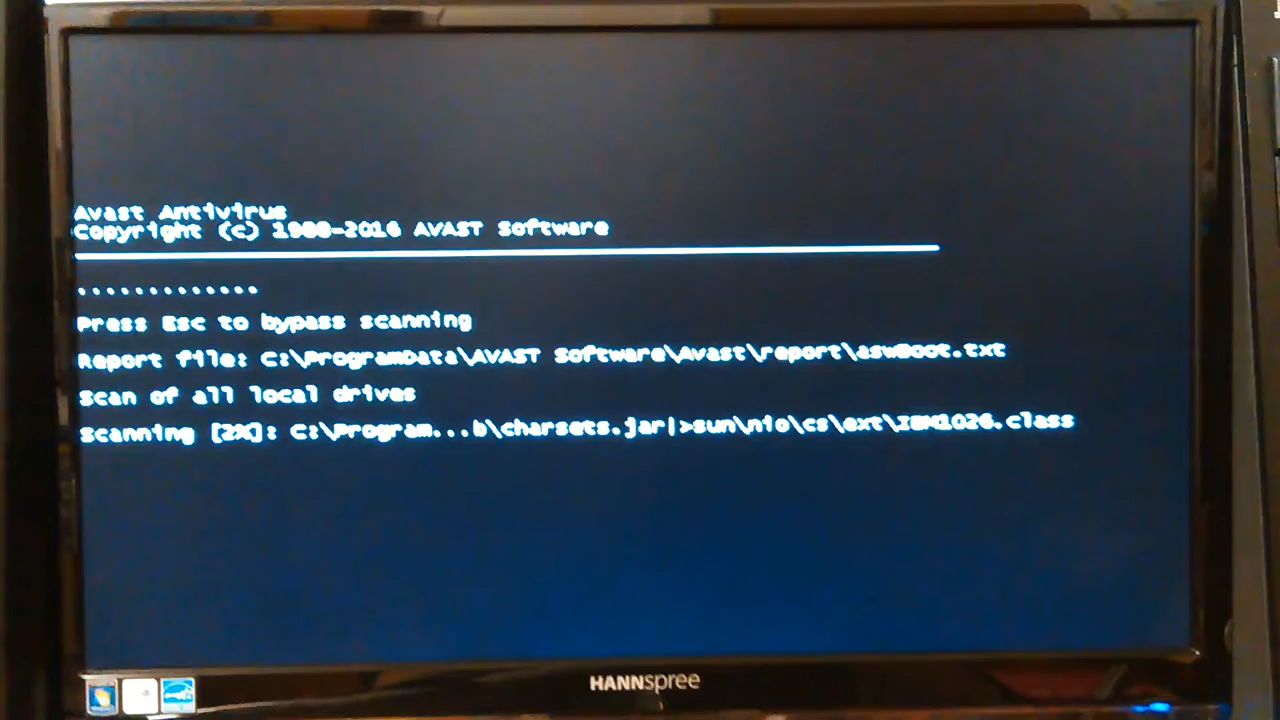 Avast Antivirus
Copyright (c) 1988-2016 AVAST Software
.............
Press Esc to bypass scanning
Report file: C:\ProgramData\AVAST Software\Avast\report\aswBoot.txt
Scan of all local drives
Scanning [2%]: C:\Program...b\charsets.jar|>sun\nio\cs\ext\IBM1026.class
HANNspree